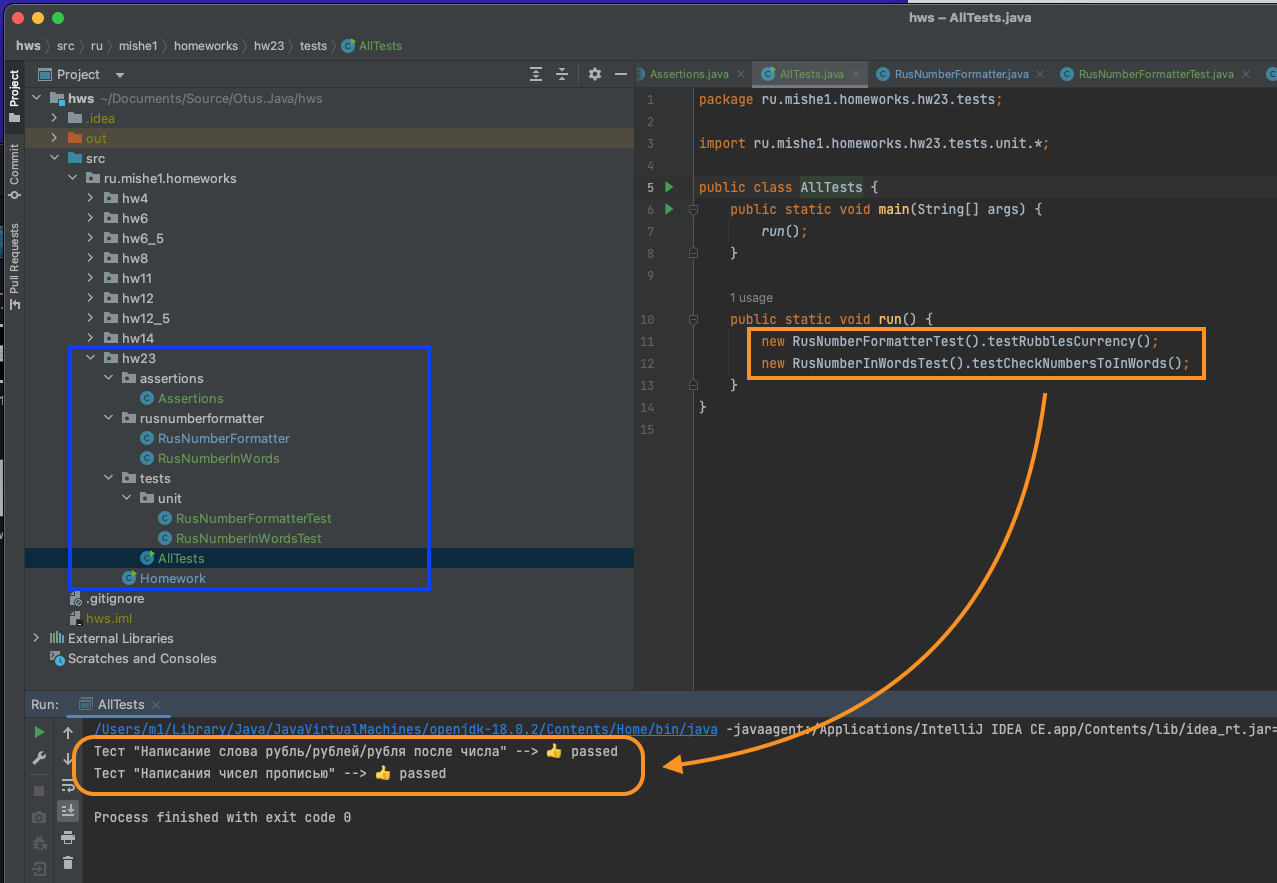 hws – AllTests.java
hws src ru mishe1 homeworks hw23 tests AllTests
Project
Commit
Pull Requests
Project
hws ~/Documents/Source/Otus.Java/hws
.idea
out
src
ru.mishe1.homeworks
hw4
hw6
hw6_5
hw8
hw11
hw12
hw12_5
hw14
hw23
assertions
Assertions
rusnumberformatter
RusNumberFormatter
RusNumberInWords
tests
unit
RusNumberFormatterTest
RusNumberInWordsTest
AllTests
Homework
.gitignore
hws.iml
External Libraries
Scratches and Consoles
Assertions.java AllTests.java RusNumberFormatter.java RusNumberFormatterTest.java
1 package ru.mishe1.homeworks.hw23.tests;
2
3 import ru.mishe1.homeworks.hw23.tests.unit.*;
4
5 public class AllTests {
6 public static void main(String[] args) {
7 run();
8 }
9
1 usage
10 public static void run() {
11 new RusNumberFormatterTest().testRubblesCurrency();
12 new RusNumberInWordsTest().testCheckNumbersToInWords();
13 }
14 }
15
Run: AllTests
/Users/m1/Library/Java/JavaVirtualMachines/openjdk-18.0.2/Contents/Home/bin/java -javaagent:/Applications/IntelliJ IDEA CE.app/Contents/lib/idea_rt.jar=
Тест "Написание слова рубль/рублей/рубля после числа" --> 👍 passed
Тест "Написания чисел прописью" --> 👍 passed
Process finished with exit code 0